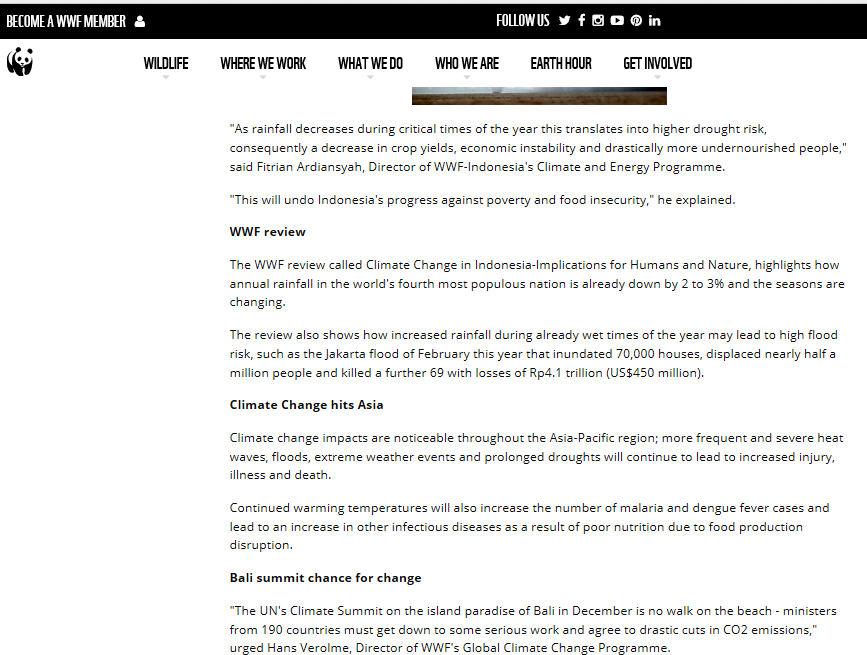 BECOME A WWF MEMBER FOLLOW US
WILDLIFE WHERE WE WORK WHAT WE DO WHO WE ARE EARTH HOUR GET INVOLVED
"As rainfall decreases during critical times of the year this translates into higher drought risk,
consequently a decrease in crop yields, economic instability and drastically more undernourished people,"
said Fitrian Ardiansyah, Director of WWF-Indonesia's Climate and Energy Programme.
"This will undo Indonesia's progress against poverty and food insecurity," he explained.
WWF review
The WWF review called Climate Change in Indonesia-Implications for Humans and Nature, highlights how
annual rainfall in the world's fourth most populous nation is already down by 2 to 3% and the seasons are
changing.
The review also shows how increased rainfall during already wet times of the year may lead to high flood
risk, such as the Jakarta flood of February this year that inundated 70,000 houses, displaced nearly half a
million people and killed a further 69 with losses of Rp4.1 trillion (US$450 million).
Climate Change hits Asia
Climate change impacts are noticeable throughout the Asia-Pacific region; more frequent and severe heat
waves, floods, extreme weather events and prolonged droughts will continue to lead to increased injury,
illness and death.
Continued warming temperatures will also increase the number of malaria and dengue fever cases and
lead to an increase in other infectious diseases as a result of poor nutrition due to food production
disruption.
Bali summit chance for change
"The UN's Climate Summit on the island paradise of Bali in December is no walk on the beach - ministers
from 190 countries must get down to some serious work and agree to drastic cuts in CO2 emissions,"
urged Hans Verolme, Director of WWF's Global Climate Change Programme.